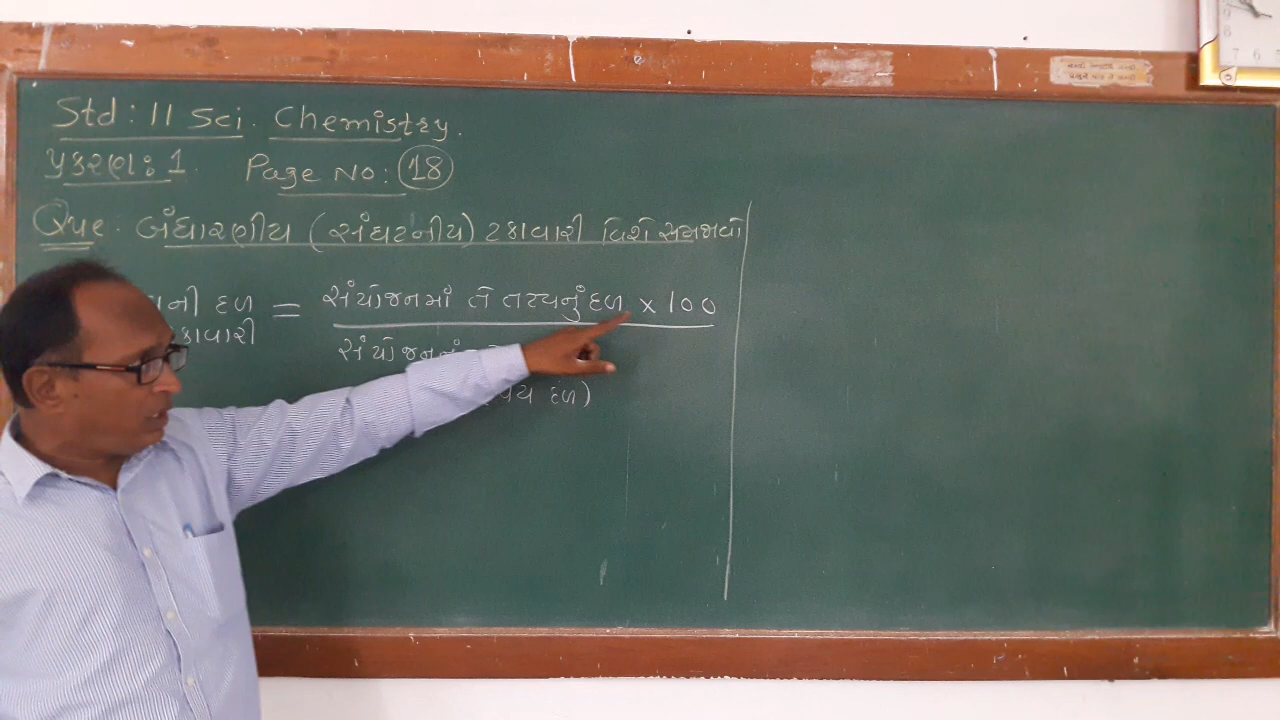 Std : 11 Sci. Chemistry.
પ્રકરણ : 1. Page No : 18
Que. બંધારણીય (સંઘટનીય) ટકાવારી વિશે સમજાવો
ની દળ = સંયોજનમાં તે તત્વનું દળ × 100
કાવારી
સંયોજનનું
દળ)